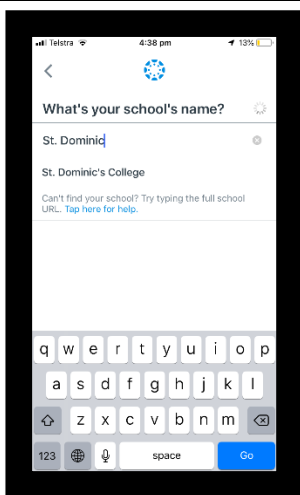 Telstra 4:38 pm 13%
What's your school's name?
St. Dominic
St. Dominic's College
Can't find your school? Try typing the full school
URL. Tap here for help.
q w e r t y u i o p
a s d f g h j k l
z x c v b n m
123 space Go